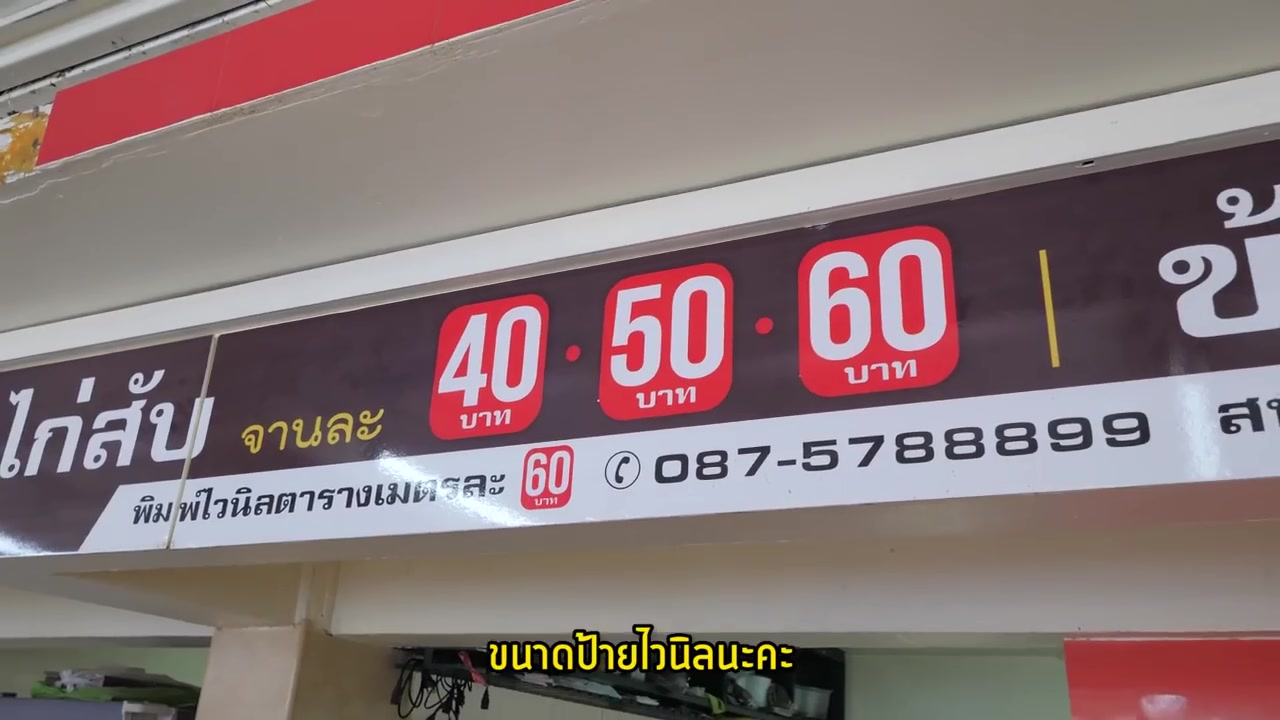 ไก่สับ จานละ 40 บาท • 50 บาท • 60 บาท |
พิมพ์ไวนิลตารางเมตรละ 60 บาท 087-5788899
ขนาดป้ายไวนิลนะคะ